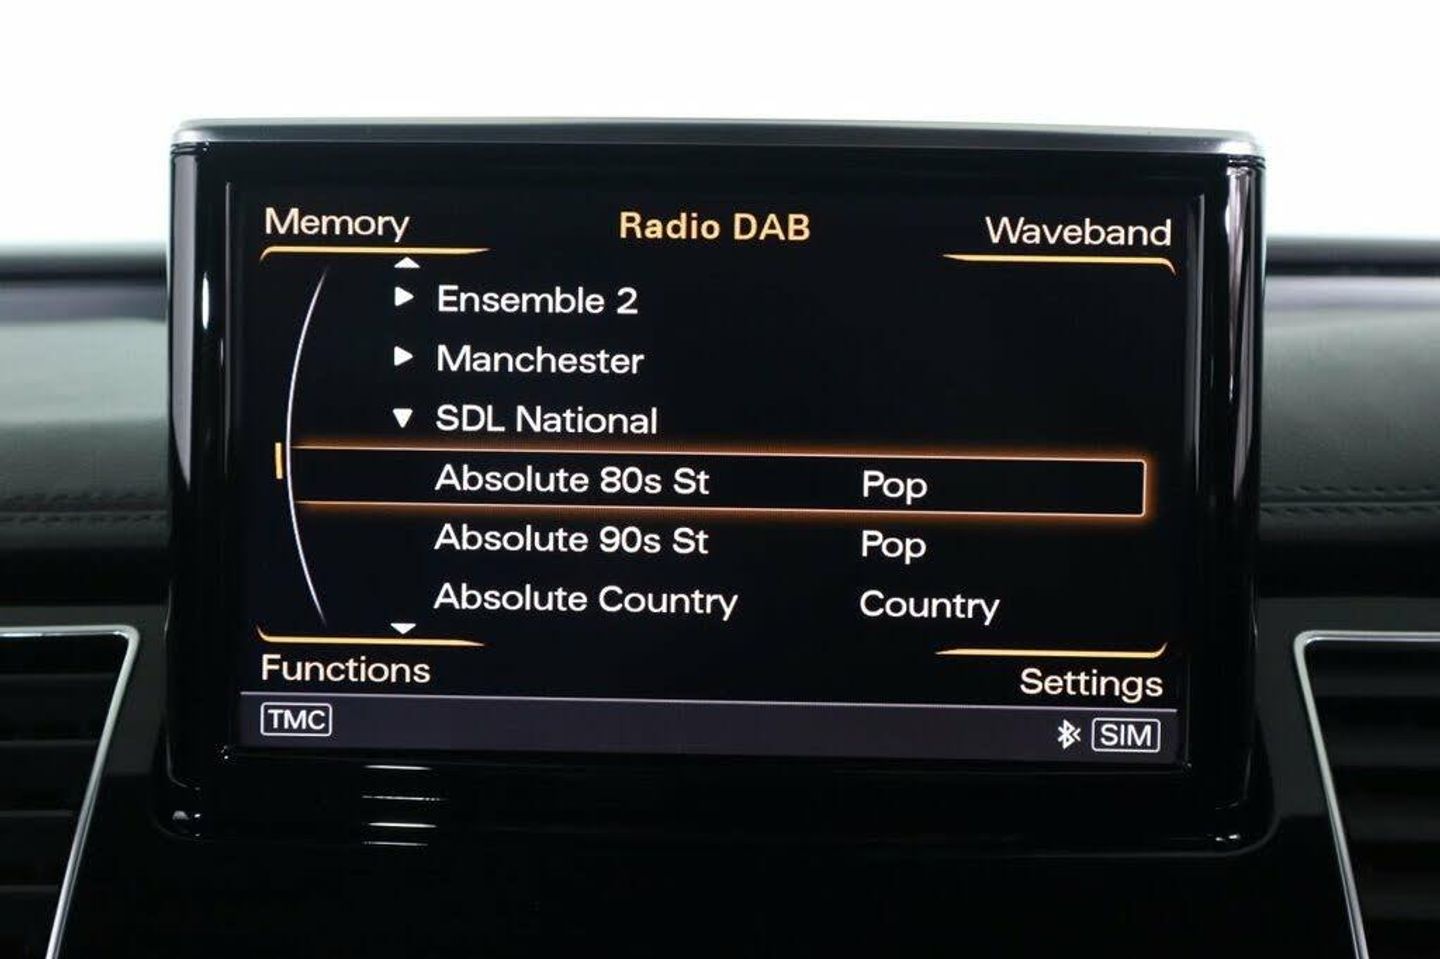 Memory Radio DAB Waveband
Ensemble 2
Manchester
SDL National
Absolute 80s St Pop
Absolute 90s St Pop
Absolute Country Country
Functions Settings
TMC SIM